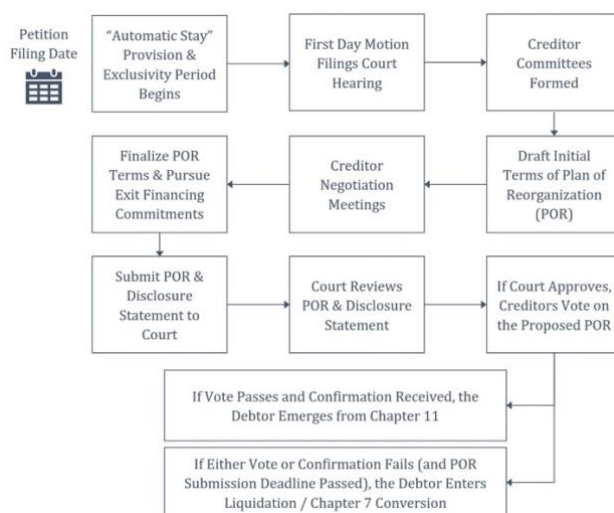 Petition
Filing Date
“Automatic Stay”
Provision &
Exclusivity Period
Begins
First Day Motion
Filings Court
Hearing
Creditor
Committees
Formed
Finalize POR
Terms & Pursue
Exit Financing
Commitments
Creditor
Negotiation
Meetings
Draft Initial
Terms of Plan of
Reorganization
(POR)
Submit POR &
Disclosure
Statement to
Court
Court Reviews
POR & Disclosure
Statement
If Court Approves,
Creditors Vote on
the Proposed POR
If Vote Passes and Confirmation Received, the
Debtor Emerges from Chapter 11
If Either Vote or Confirmation Fails (and POR
Submission Deadline Passed), the Debtor Enters
Liquidation / Chapter 7 Conversion